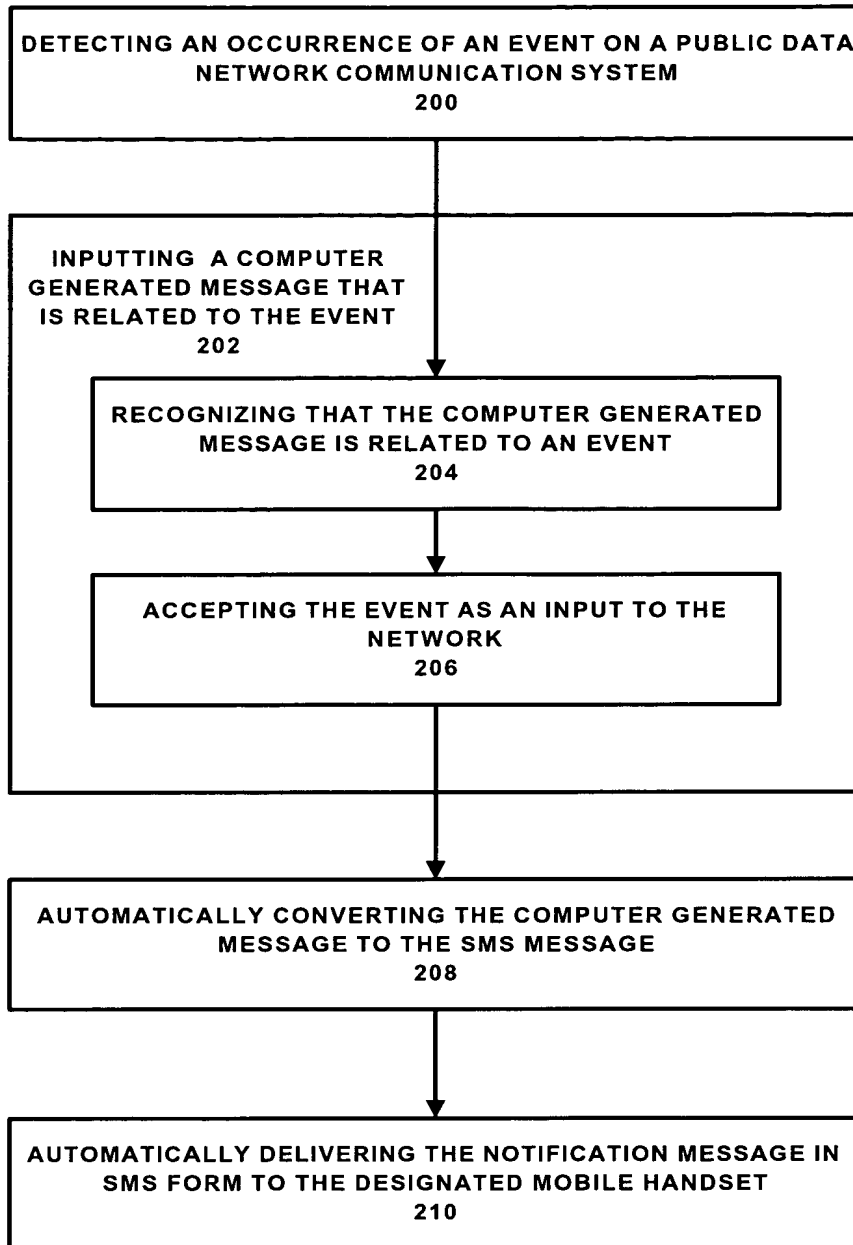 DETECTING AN OCCURRENCE OF AN EVENT ON A PUBLIC DATA
NETWORK COMMUNICATION SYSTEM
200
INPUTTING A COMPUTER
GENERATED MESSAGE THAT
IS RELATED TO THE EVENT
202
RECOGNIZING THAT THE COMPUTER GENERATED
MESSAGE IS RELATED TO AN EVENT
204
ACCEPTING THE EVENT AS AN INPUT TO THE
NETWORK
206
AUTOMATICALLY CONVERTING THE COMPUTER GENERATED
MESSAGE TO THE SMS MESSAGE
208
AUTOMATICALLY DELIVERING THE NOTIFICATION MESSAGE IN
SMS FORM TO THE DESIGNATED MOBILE HANDSET
210